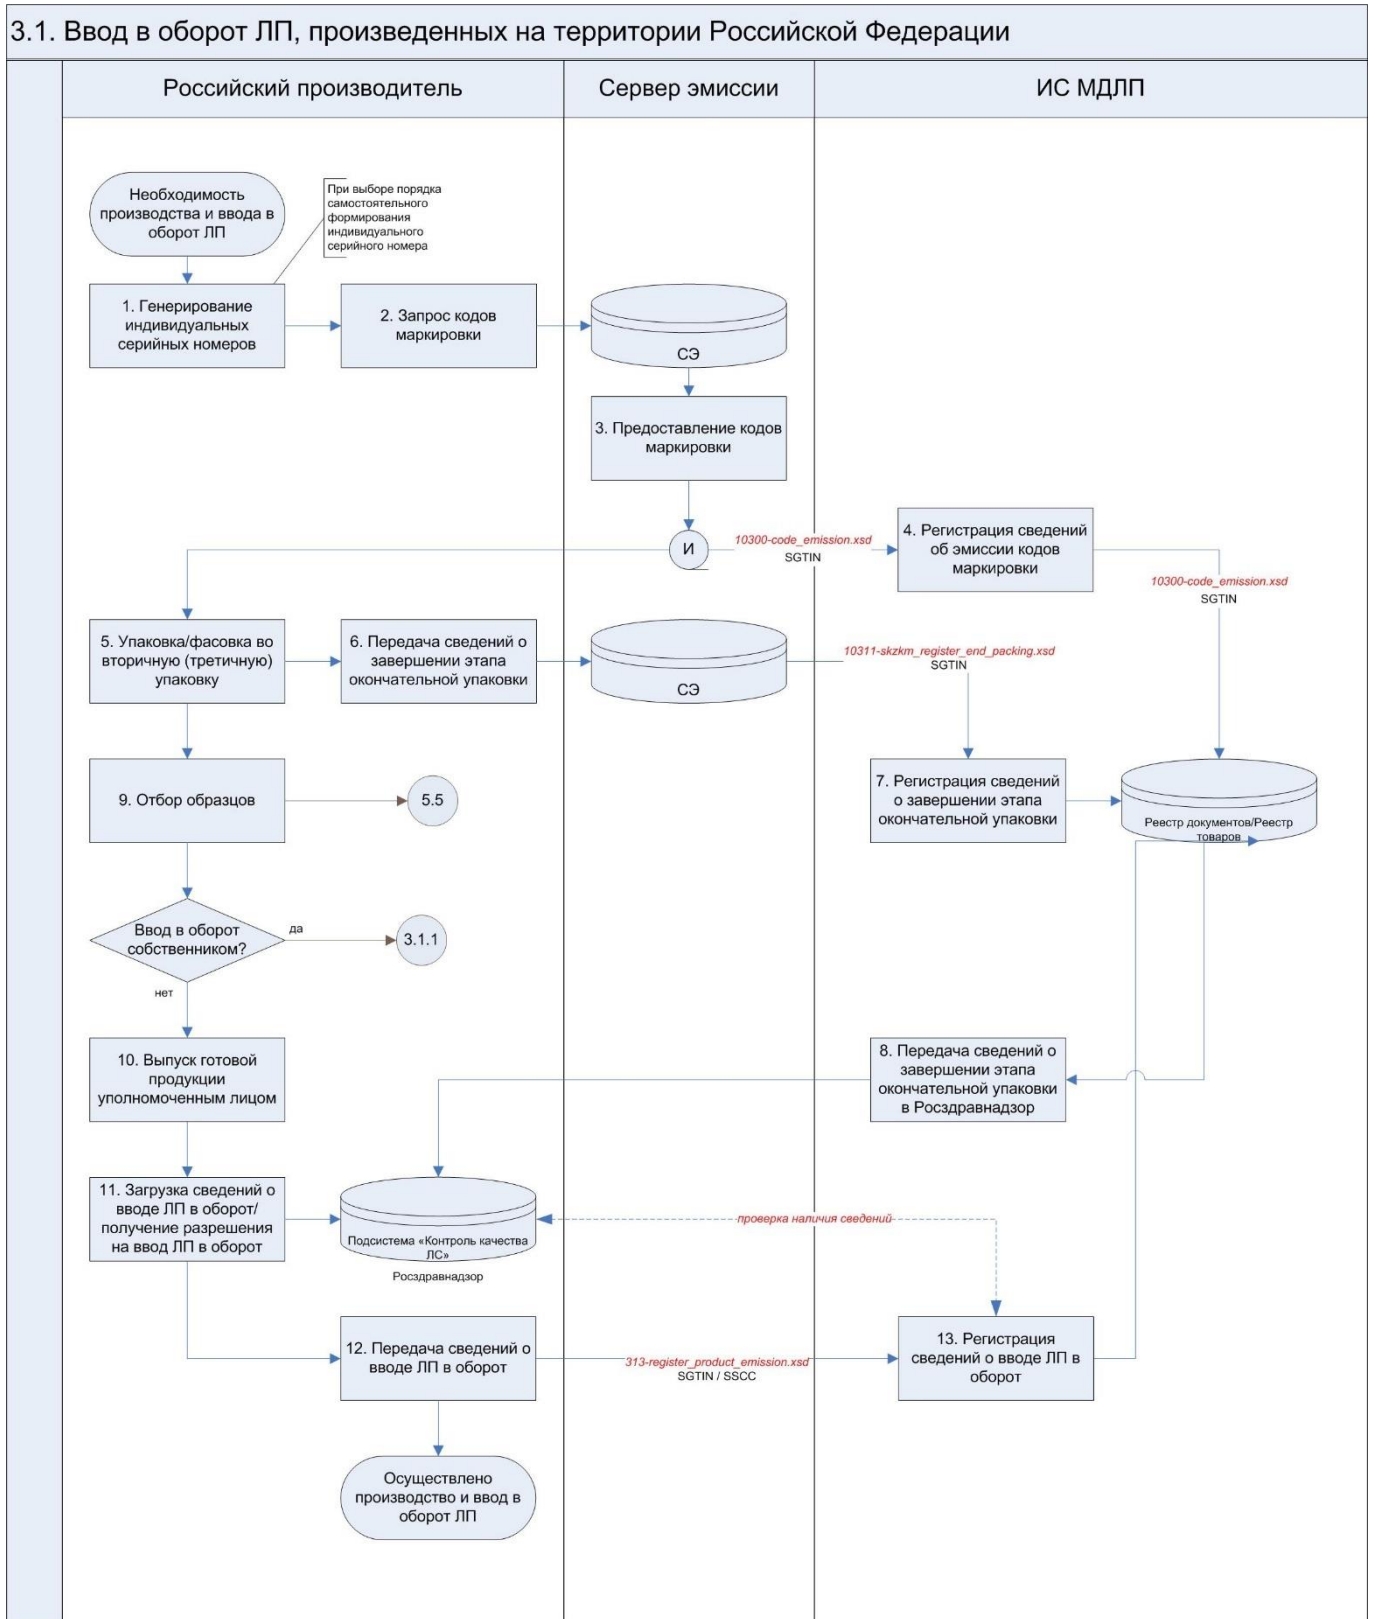 3.1. Ввод в оборот ЛП, произведенных на территории Российской Федерации
Российский производитель
Сервер эмиссии
ИС МДЛП
Необходимость
производства и ввода в
оборот ЛП
При выборе порядка
самостоятельного
формирования
индивидуального
серийного номера
1. Генерирование
индивидуальных
серийных номеров
2. Запрос кодов
маркировки
СЭ
3. Предоставление кодов
маркировки
И
10300-code_emission.xsd
SGTIN
4. Регистрация сведений
об эмиссии кодов
маркировки
10300-code_emission.xsd
SGTIN
5. Упаковка/фасовка во
вторичную (третичную)
упаковку
6. Передача сведений о
завершении этапа
окончательной упаковки
СЭ
10311-skzkm_register_end_packing.xsd
SGTIN
9. Отбор образцов
5.5
7. Регистрация сведений
о завершении этапа
окончательной упаковки
Реестр документов/Реестр
товаров
Ввод в оборот
собственником?
да
3.1.1
нет
10. Выпуск готовой
продукции
уполномоченным лицом
8. Передача сведений о
завершении этапа
окончательной упаковки
в Росздравнадзор
11. Загрузка сведений о
вводе ЛП в оборот/
получение разрешения
на ввод ЛП в оборот
Подсистема «Контроль качества
ЛС»
Росздравнадзор
проверка наличия сведений
12. Передача сведений о
вводе ЛП в оборот
313-register_product_emission.xsd
SGTIN / SSCC
13. Регистрация
сведений о вводе ЛП в
оборот
Осуществлено
производство и ввод в
оборот ЛП